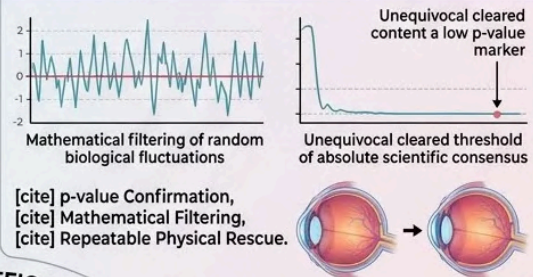 2
1
0
-1
-2
Mathematical filtering of random
biological fluctuations
Unequivocal cleared
content a low p-value
marker
Unequivocal cleared threshold
of absolute scientific consensus
[cite] p-value Confirmation,
[cite] Mathematical Filtering,
[cite] Repeatable Physical Rescue.